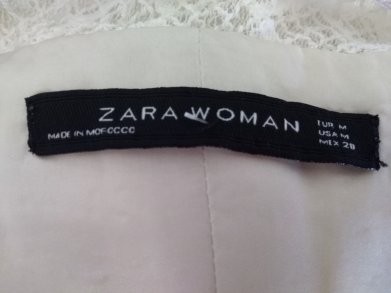 ZARA WOMAN
MADE IN MOROCCO
EUR M
USA M
MEX 28